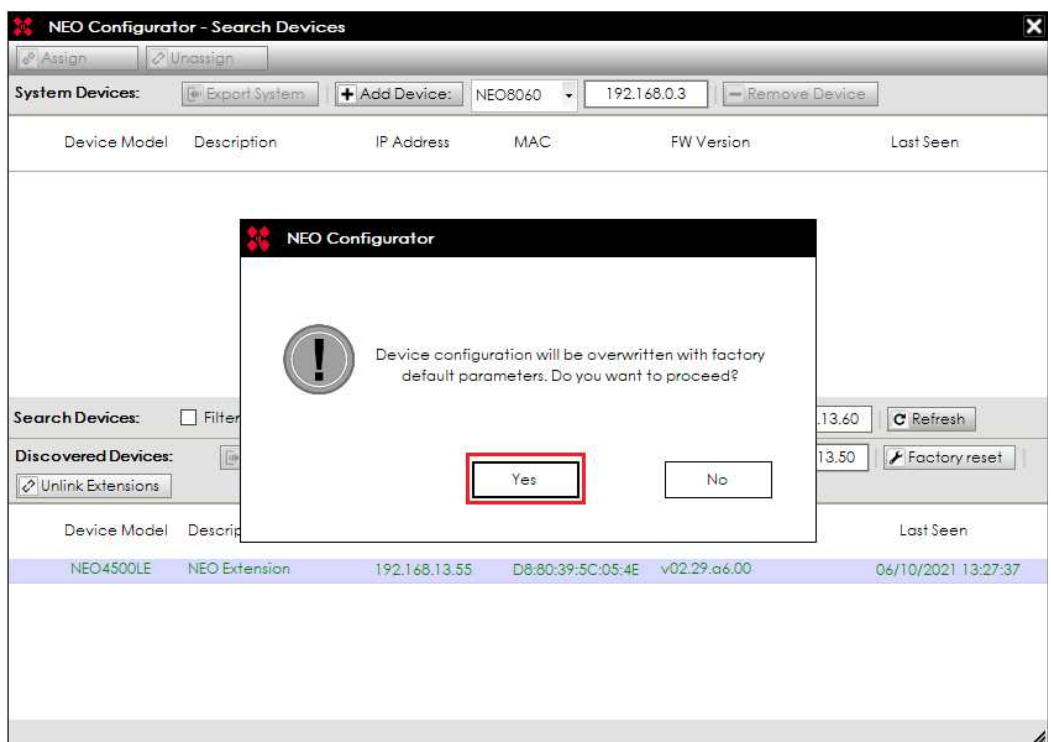 NEO Configurator - Search Devices
Assign Unassign
System Devices: Export System Add Device: NEO8060 192.168.0.3 Remove Device
Device Model Description IP Address MAC FW Version Last Seen
NEO Configurator
Device configuration will be overwritten with factory
default parameters. Do you want to proceed?
Search Devices: Filter .13.60 Refresh
Discovered Devices: 13.50 Factory reset
Yes No
Unlink Extensions
Device Model Descrip Last Seen
NEO4500LE NEO Extension 192.168.13.55 D8:80:39:5C:05:4E v02.29.a6.00 06/10/2021 13:27:37